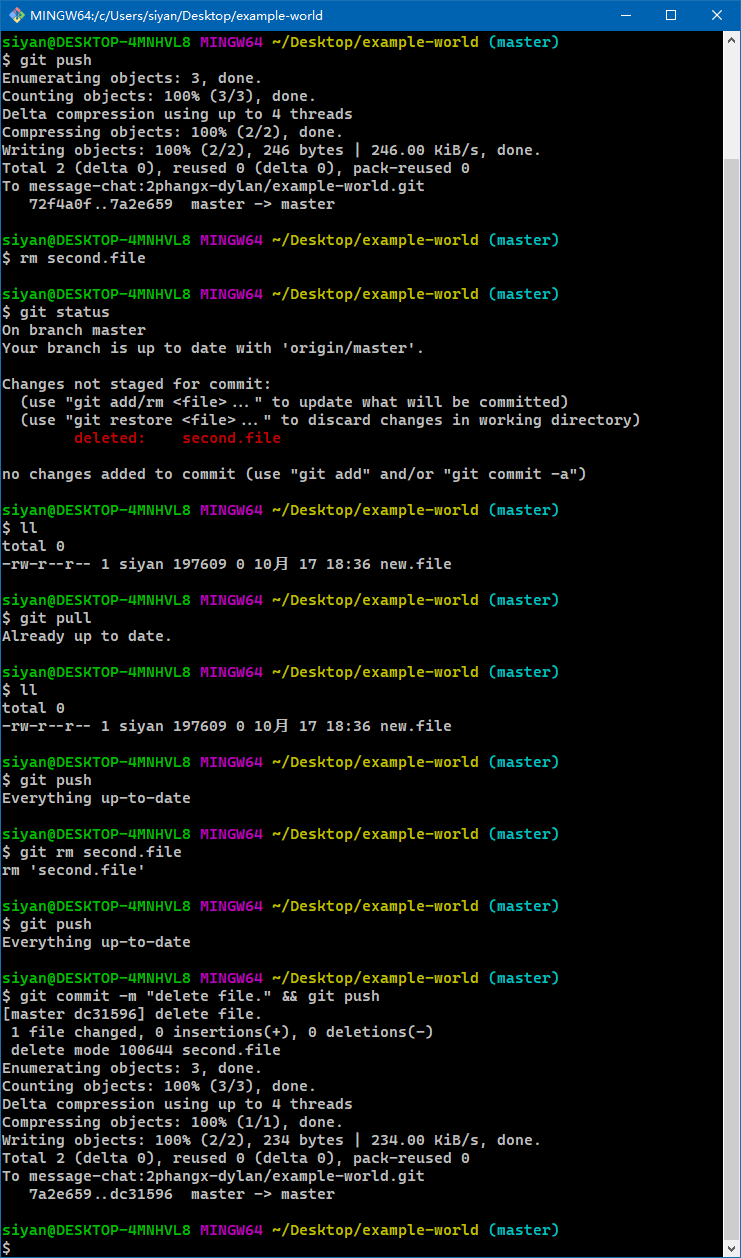 MINGW64:/c/Users/siyan/Desktop/example-world
siyan@DESKTOP-4MNHVL8 MINGW64 ~/Desktop/example-world (master)
$ git push
Enumerating objects: 3, done.
Counting objects: 100% (3/3), done.
Delta compression using up to 4 threads
Compressing objects: 100% (2/2), done.
Writing objects: 100% (2/2), 246 bytes | 246.00 KiB/s, done.
Total 2 (delta 0), reused 0 (delta 0), pack-reused 0
To message-chat:2phangx-dylan/example-world.git
   72f4a0f..7a2e659  master -> master
siyan@DESKTOP-4MNHVL8 MINGW64 ~/Desktop/example-world (master)
$ rm second.file
siyan@DESKTOP-4MNHVL8 MINGW64 ~/Desktop/example-world (master)
$ git status
On branch master
Your branch is up to date with 'origin/master'.
Changes not staged for commit:
  (use "git add/rm <file>..." to update what will be committed)
  (use "git restore <file>..." to discard changes in working directory)
        deleted:    second.file
no changes added to commit (use "git add" and/or "git commit -a")
siyan@DESKTOP-4MNHVL8 MINGW64 ~/Desktop/example-world (master)
$ ll
total 0
-rw-r--r-- 1 siyan 197609 0 10月 17 18:36 new.file
siyan@DESKTOP-4MNHVL8 MINGW64 ~/Desktop/example-world (master)
$ git pull
Already up to date.
siyan@DESKTOP-4MNHVL8 MINGW64 ~/Desktop/example-world (master)
$ ll
total 0
-rw-r--r-- 1 siyan 197609 0 10月 17 18:36 new.file
siyan@DESKTOP-4MNHVL8 MINGW64 ~/Desktop/example-world (master)
$ git push
Everything up-to-date
siyan@DESKTOP-4MNHVL8 MINGW64 ~/Desktop/example-world (master)
$ git rm second.file
rm 'second.file'
siyan@DESKTOP-4MNHVL8 MINGW64 ~/Desktop/example-world (master)
$ git push
Everything up-to-date
siyan@DESKTOP-4MNHVL8 MINGW64 ~/Desktop/example-world (master)
$ git commit -m "delete file." && git push
[master dc31596] delete file.
 1 file changed, 0 insertions(+), 0 deletions(-)
 delete mode 100644 second.file
Enumerating objects: 3, done.
Counting objects: 100% (3/3), done.
Delta compression using up to 4 threads
Compressing objects: 100% (1/1), done.
Writing objects: 100% (2/2), 234 bytes | 234.00 KiB/s, done.
Total 2 (delta 0), reused 0 (delta 0), pack-reused 0
To message-chat:2phangx-dylan/example-world.git
   7a2e659..dc31596  master -> master
siyan@DESKTOP-4MNHVL8 MINGW64 ~/Desktop/example-world (master)
$